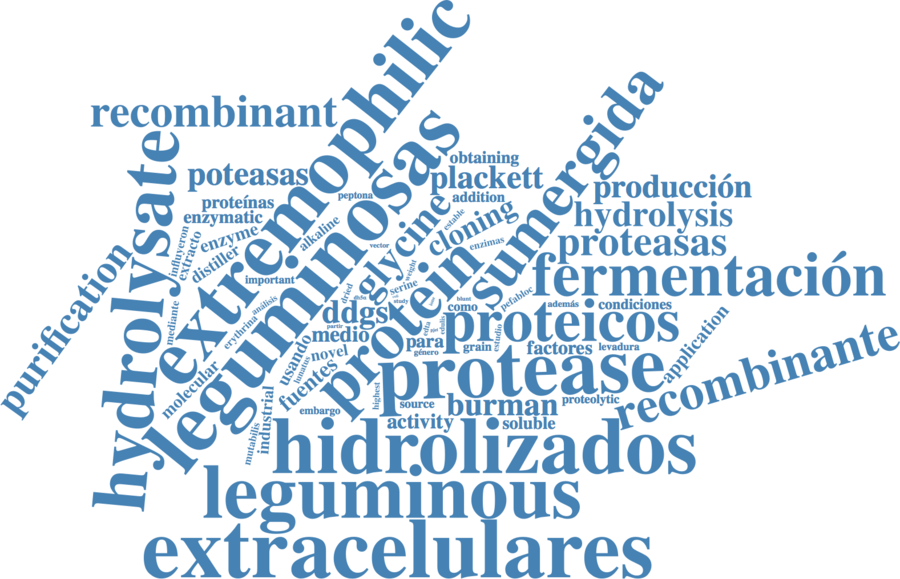 extremophilic
recombinant
sumergida
leguminosas
hydrolysate
obtaining
poteasas
plackett
producción
peptona
addition
proteínas
glycine
enzymatic
cloning
hydrolysis
estable
alkaline
enzyme
influyeron
extracto
proteasas
enzimas
vector
purification
distiller
protein
weight
fermentación
important
serine
dried
pefabloc
análisis
study
blunt
además
condiciones
ddgs
como
proteicos
mediante
erythrina
medio
partir
edta
edulis
para
estudio
application
usando
novel
género
grain
factores
levadura
recombinante
lunatus
fuentes
protease
molecular
highest
source
burman
proteolytic
industrial
embargo
activity
soluble
mutabilis
hidrolizados
leguminous
extracelulares